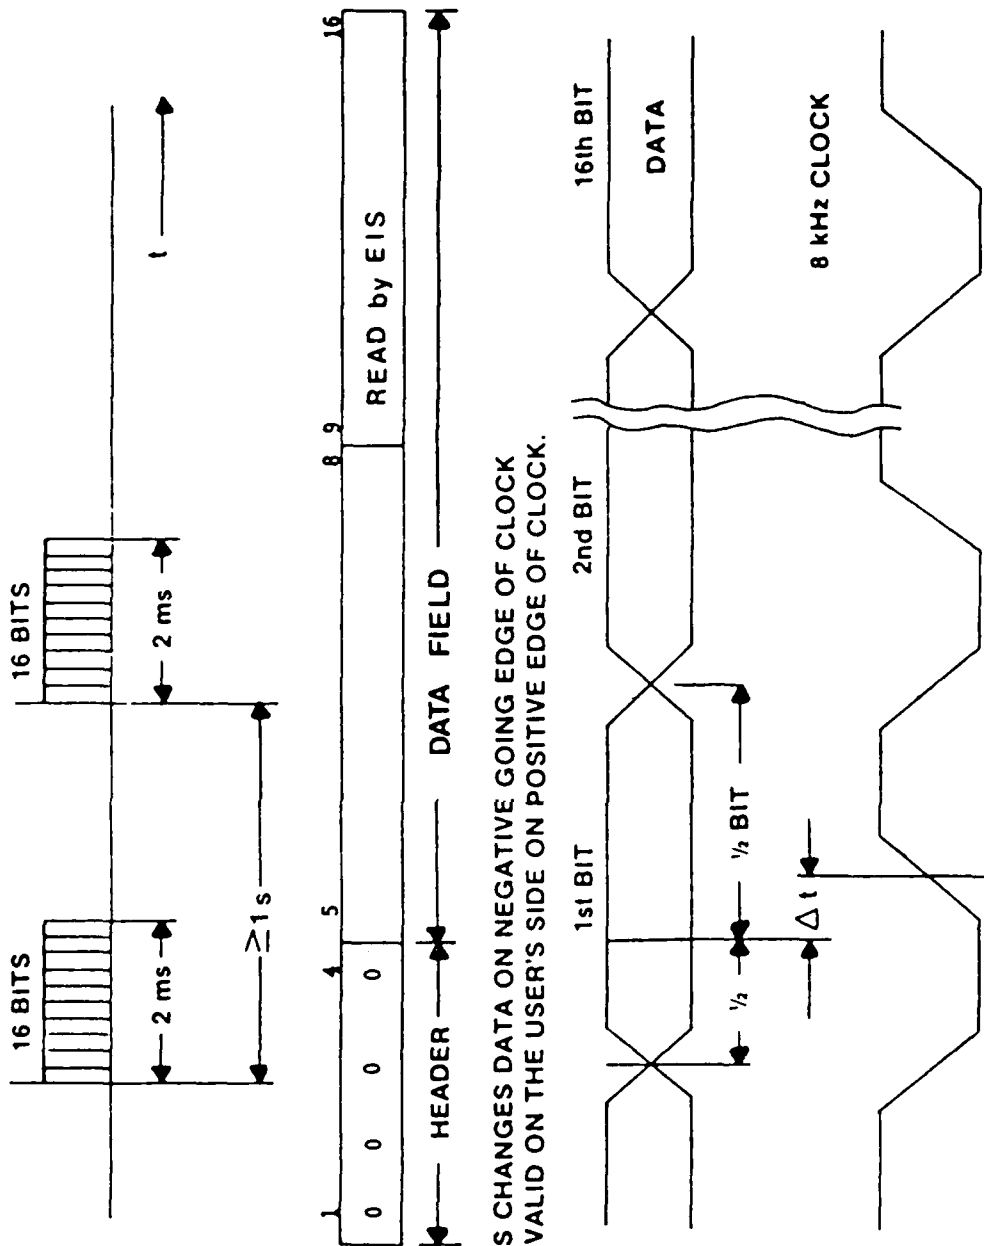 16 BITS
16 BITS
2 ms
2 ms
≥1 s
t
1
4
5
8
9
16
0
0
0
0
READ by EIS
HEADER
DATA FIELD
S CHANGES DATA ON NEGATIVE GOING EDGE OF CLOCK
VALID ON THE USER'S SIDE ON POSITIVE EDGE OF CLOCK.
1st BIT
2nd BIT
16th BIT
DATA
½
½ BIT
Δ t
8 kHz CLOCK